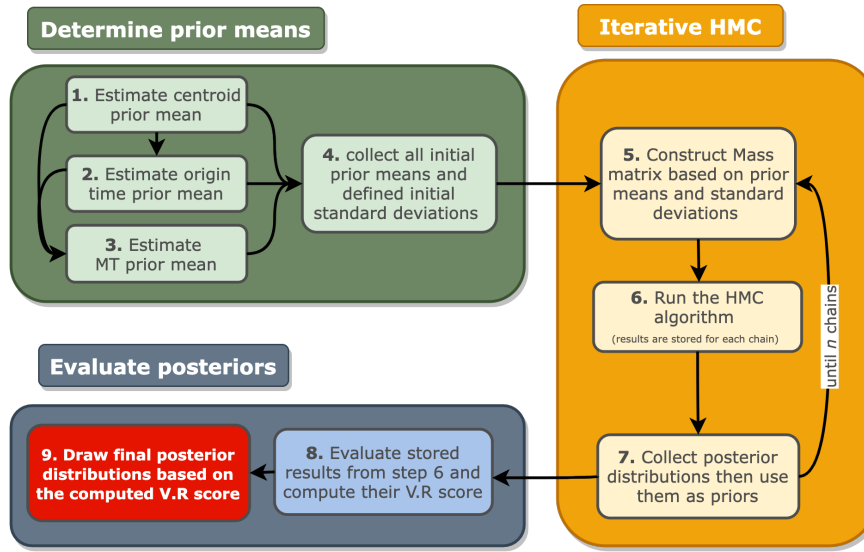 Determine prior means
1. Estimate centroid
prior mean
2. Estimate origin
time prior mean
3. Estimate
MT prior mean
4. collect all initial
prior means and
defined initial
standard deviations
Iterative HMC
5. Construct Mass
matrix based on prior
means and standard
deviations
6. Run the HMC
algorithm
(results are stored for each chain)
until n chains
7. Collect posterior
distributions then use
them as priors
Evaluate posteriors
8. Evaluate stored
results from step 6 and
compute their V.R score
9. Draw final posterior
distributions based on
the computed V.R score